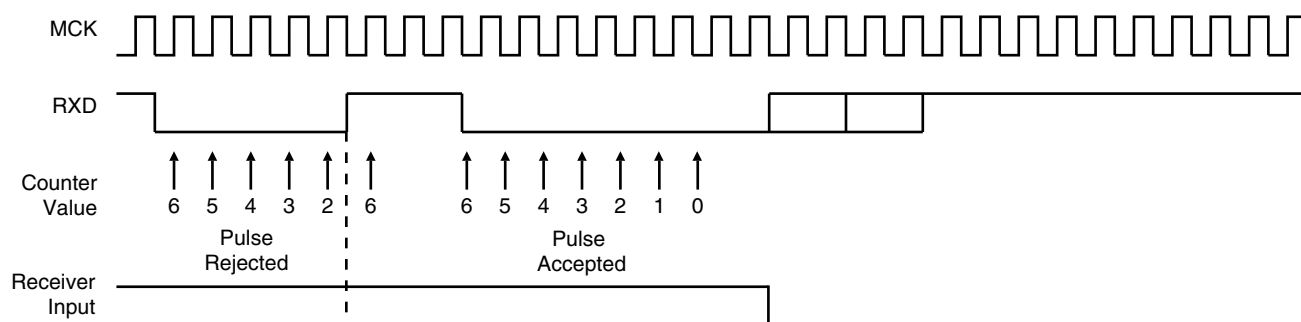 MCK
RXD
Counter
Value
6 5 4 3 2 6 6 5 4 3 2 1 0
Pulse
Rejected
Pulse
Accepted
Receiver
Input